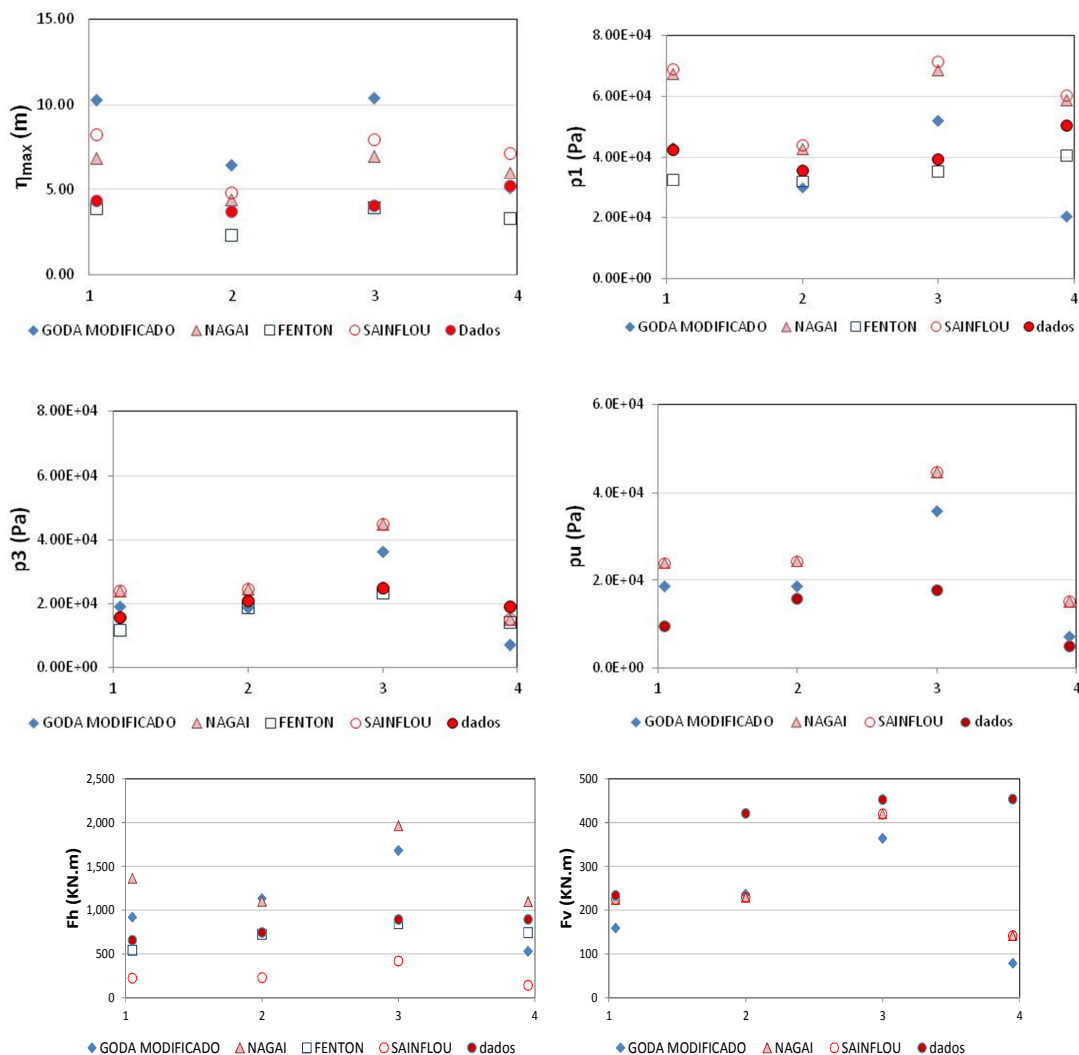 15.00
10.00
5.00
0.00
ηmax (m)
1 2 3 4
GODA MODIFICADO NAGAI FENTON SAINFLOU Dados
8.00E+04
6.00E+04
4.00E+04
2.00E+04
0.00E+00
p1 (Pa)
1 2 3 4
GODA MODIFICADO NAGAI FENTON SAINFLOU dados
8.00E+04
6.00E+04
4.00E+04
2.00E+04
0.00E+00
p3 (Pa)
1 2 3 4
GODA MODIFICADO NAGAI FENTON SAINFLOU dados
6.0E+04
4.0E+04
2.0E+04
0.0E+00
pu (Pa)
1 2 3 4
GODA MODIFICADO NAGAI SAINFLOU dados
2,500
2,000
1,500
1,000
500
0
Fh (KN.m)
1 2 3 4
GODA MODIFICADO NAGAI FENTON SAINFLOU dados
500
400
300
200
100
0
Fv (KN.m)
1 2 3 4
GODA MODIFICADO NAGAI SAINFLOU dados